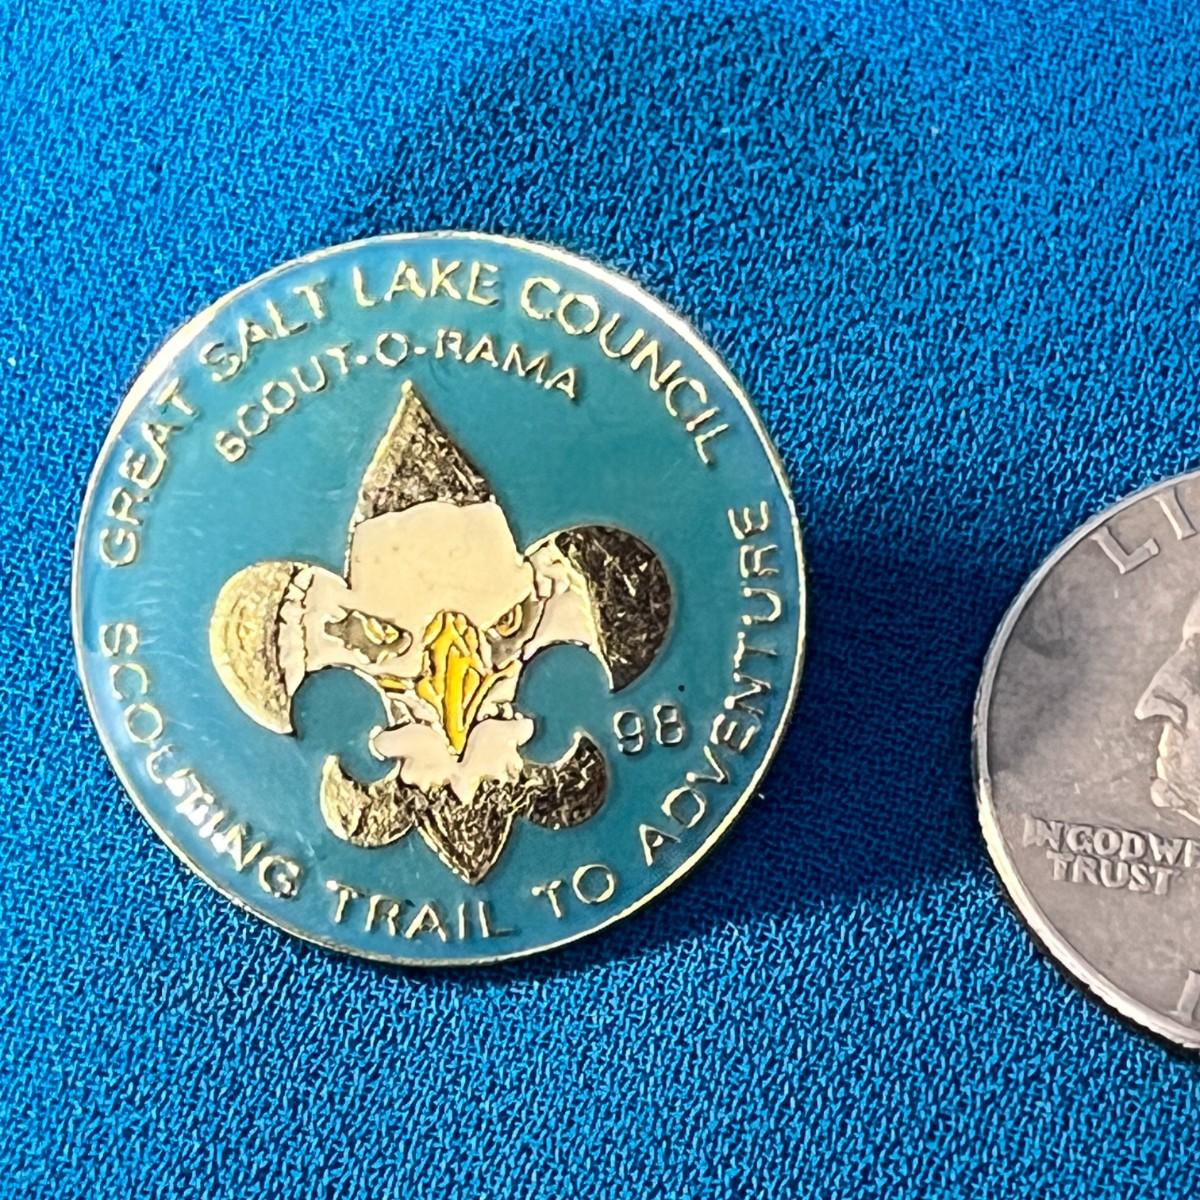 GREAT SALT LAKE COUNCIL
SCOUT-O-RAMA
98
SCOUTING TRAIL TO ADVENTURE
IN GOD WE
TRUST